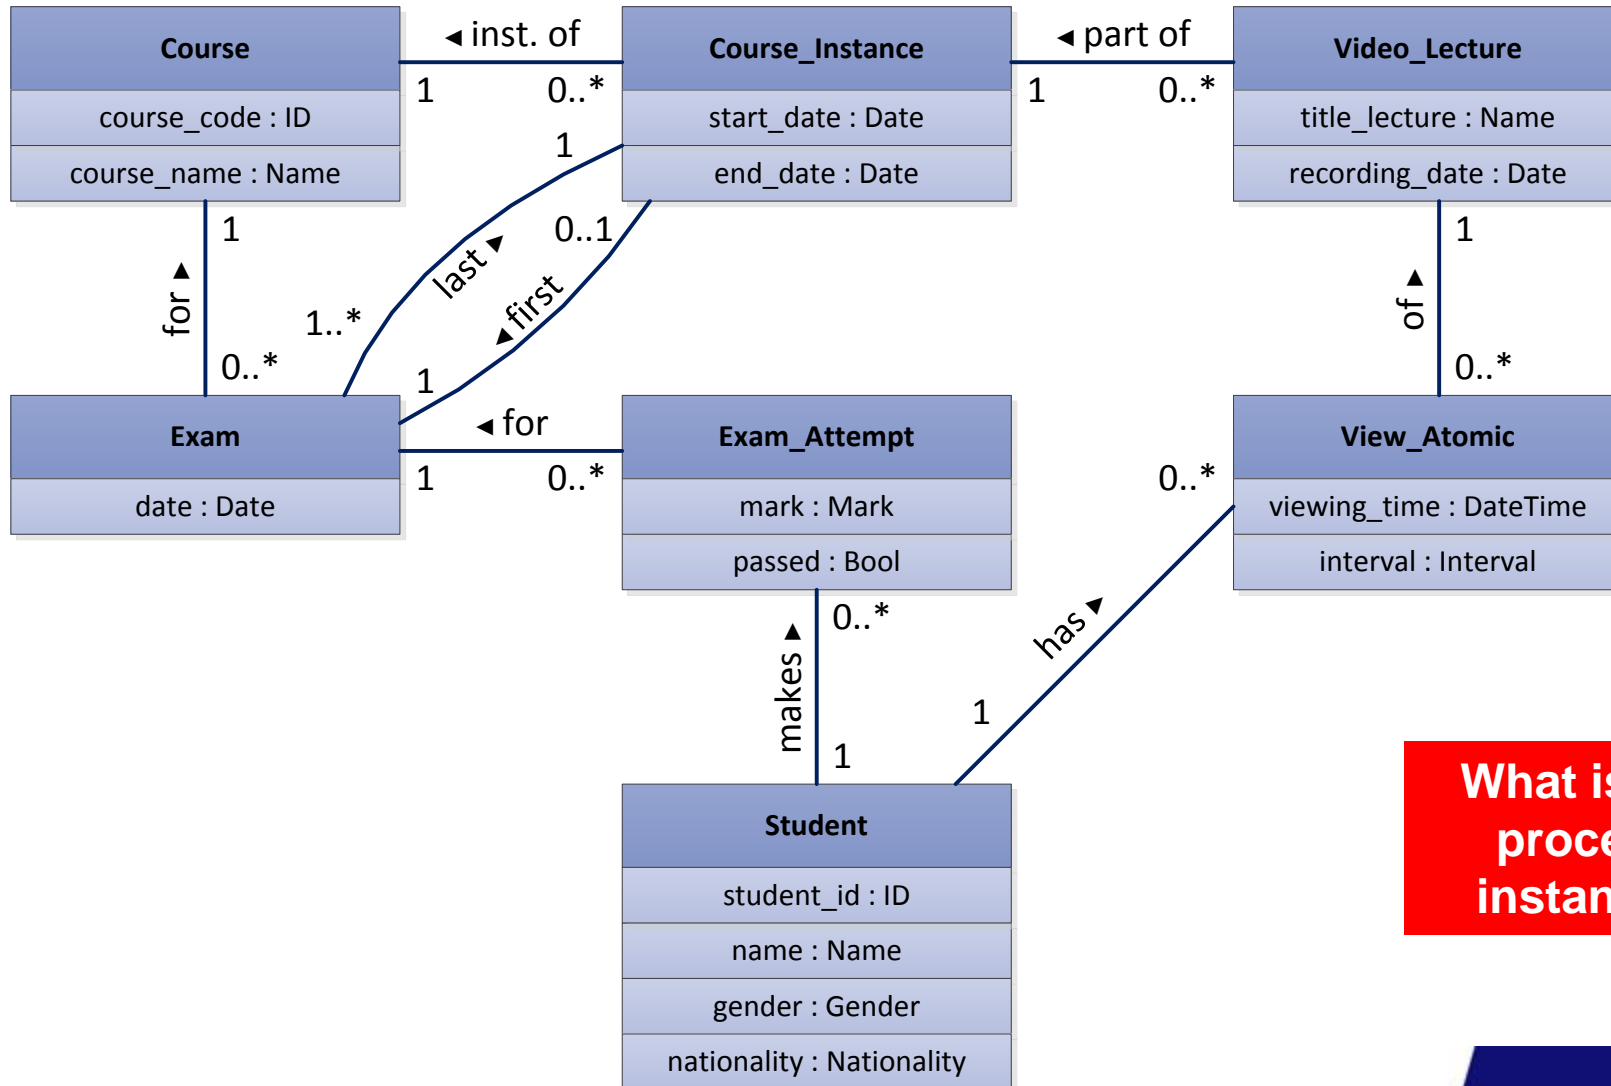 Course
course_code : ID
course_name : Name
◄ inst. of
1
0..*
Course_Instance
start_date : Date
end_date : Date
◄ part of
1
0..*
Video_Lecture
title_lecture : Name
recording_date : Date
1
for ►
0..*
1
last ►
1..*
0..1
◄ first
1
1
of ►
0..*
Exam
date : Date
◄ for
1
0..*
Exam_Attempt
mark : Mark
passed : Bool
View_Atomic
viewing_time : DateTime
interval : Interval
0..*
has ►
1
0..*
makes ►
1
Student
student_id : ID
name : Name
gender : Gender
nationality : Nationality
What